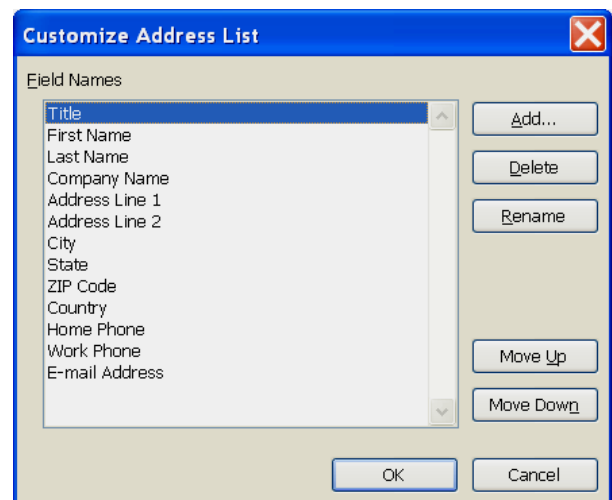 Customize Address List
Field Names
Title
First Name
Last Name
Company Name
Address Line 1
Address Line 2
City
State
ZIP Code
Country
Home Phone
Work Phone
E-mail Address
Add...
Delete
Rename
Move Up
Move Down
OK
Cancel